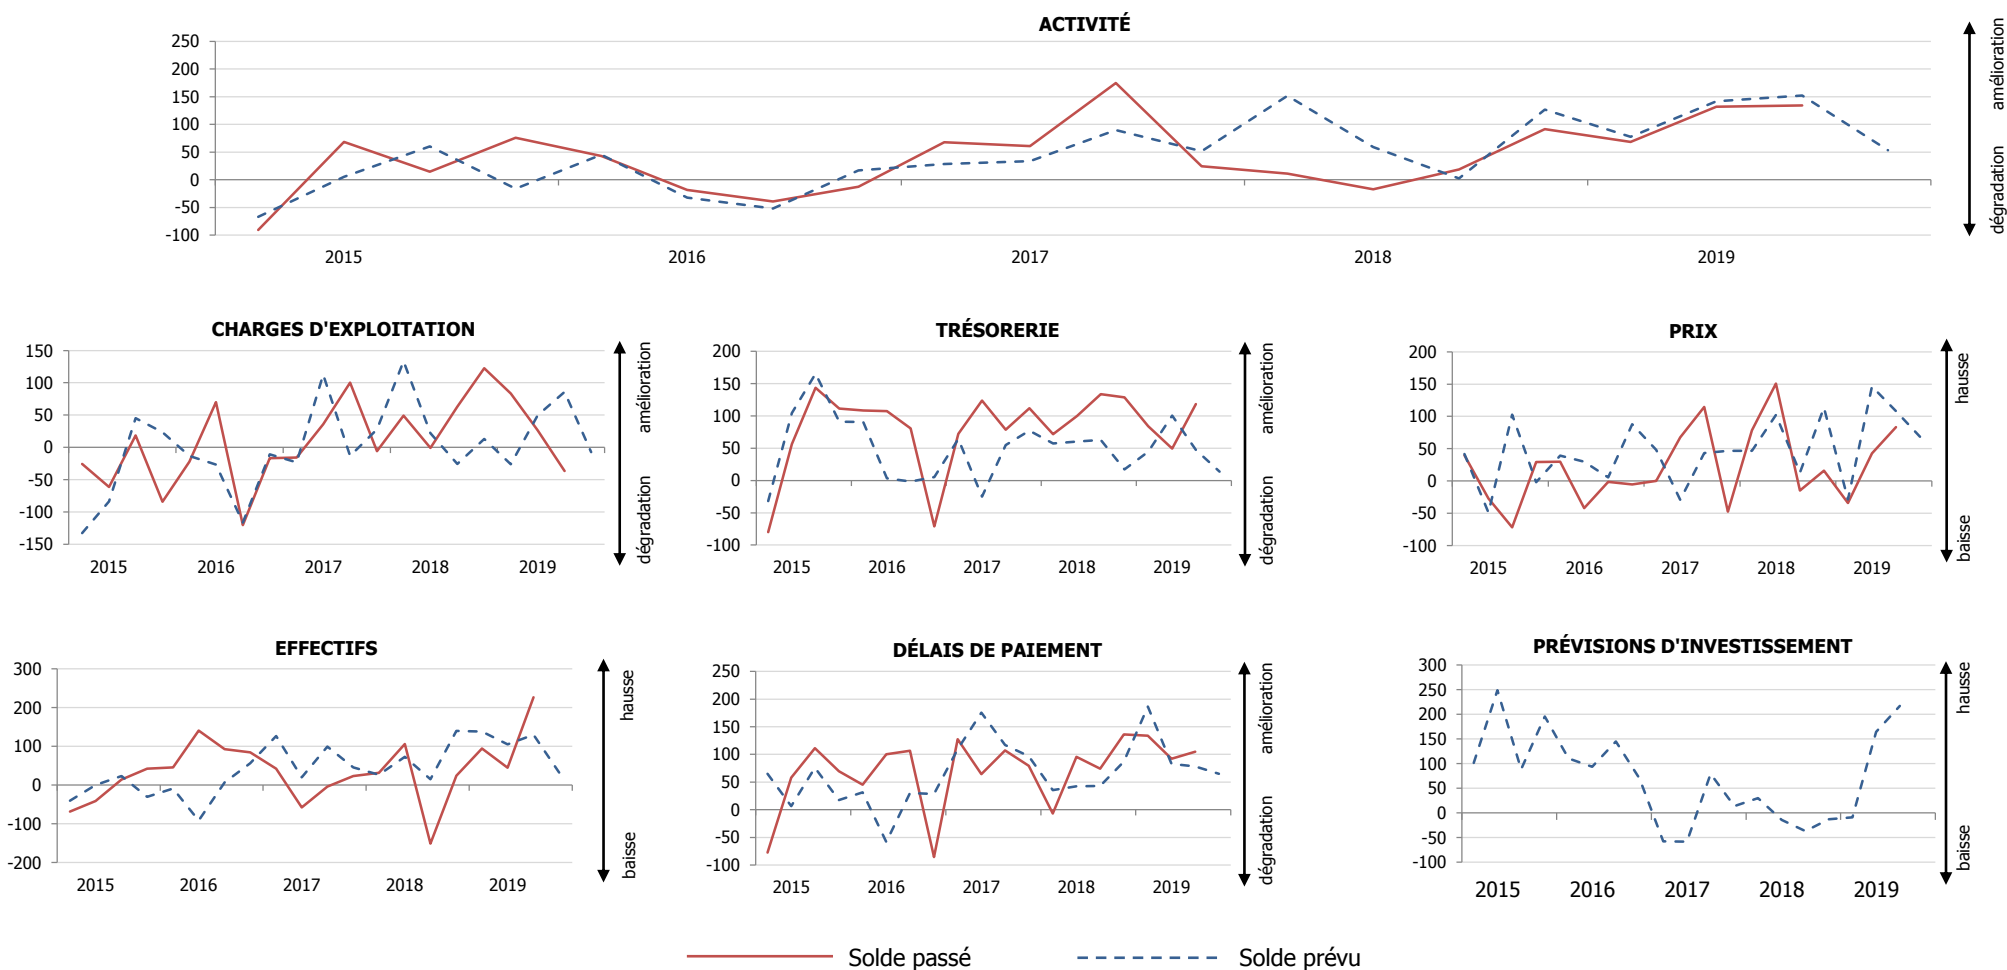 ACTIVITÉ
250
200
150
100
50
0
-50
-100
2015 2016 2017 2018 2019
amélioration
dégradation
CHARGES D'EXPLOITATION
150
100
50
0
-50
-100
-150
2015 2016 2017 2018 2019
amélioration
dégradation
TRÉSORERIE
200
150
100
50
0
-50
-100
2015 2016 2017 2018 2019
amélioration
dégradation
PRIX
200
150
100
50
0
-50
-100
2015 2016 2017 2018 2019
hausse
baisse
EFFECTIFS
300
200
100
0
-100
-200
2015 2016 2017 2018 2019
hausse
baisse
DÉLAIS DE PAIEMENT
250
200
150
100
50
0
-50
-100
2015 2016 2017 2018 2019
amélioration
dégradation
PRÉVISIONS D'INVESTISSEMENT
300
250
200
150
100
50
0
-50
-100
2015 2016 2017 2018 2019
hausse
baisse
Solde passé Solde prévu